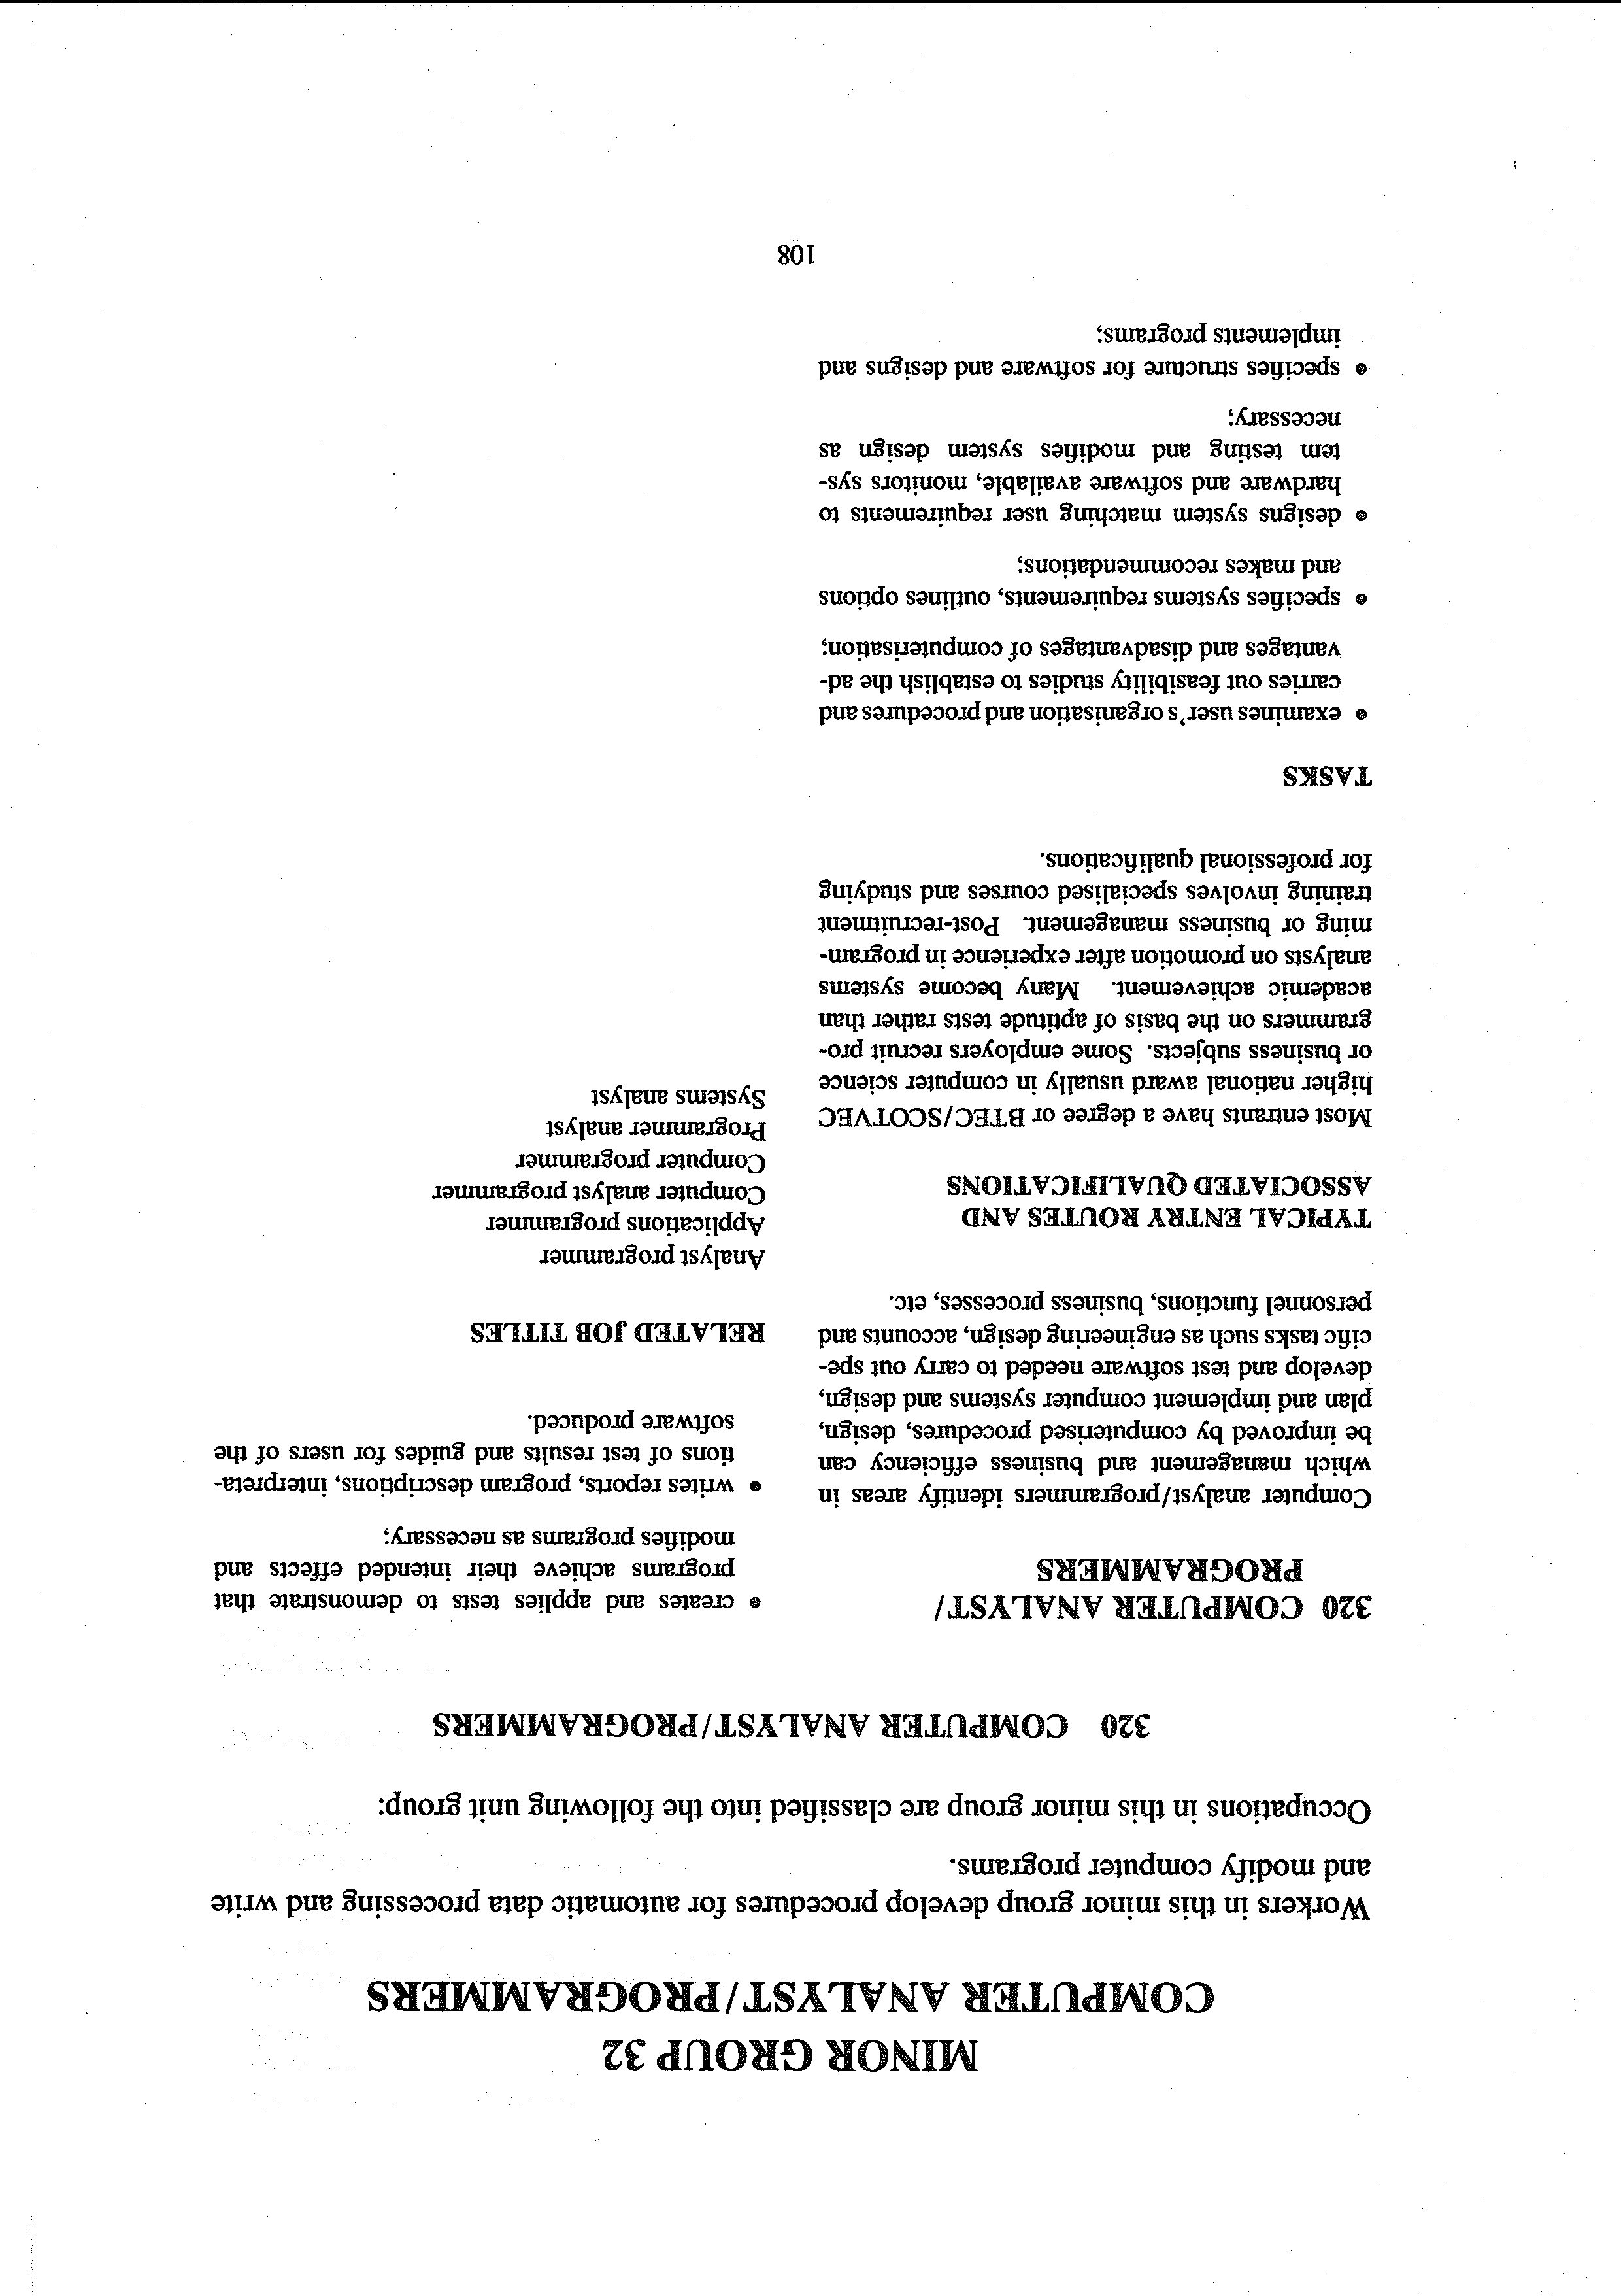 MINOR GROUP 32
COMPUTER ANALYST/PROGRAMMERS
Workers in this minor group develop procedures for automatic data processing and write
and modify computer programs.
Occupations in this minor group are classified into the following unit group:
320 COMPUTER ANALYST/PROGRAMMERS
320 COMPUTER ANALYST/
PROGRAMMERS
Computer analyst/programmers identify areas in
which management and business efficiency can
be improved by computerised procedures, design,
plan and implement computer systems and design,
develop and test software needed to carry out spe-
cific tasks such as engineering design, accounts and
personnel functions, business processes, etc.
TYPICAL ENTRY ROUTES AND
ASSOCIATED QUALIFICATIONS
Most entrants have a degree or BTEC/SCOTVEC
higher national award usually in computer science
or business subjects. Some employers recruit pro-
grammers on the basis of aptitude tests rather than
academic achievement. Many become systems
analysts on promotion after experience in program-
ming or business management. Post-recruitment
training involves specialised courses and studying
for professional qualifications.
TASKS
• examines user's organisation and procedures and
carries out feasibility studies to establish the ad-
vantages and disadvantages of computerisation;
• specifies systems requirements, outlines options
and makes recommendations;
• designs system matching user requirements to
hardware and software available, monitors sys-
tem testing and modifies system design as
necessary;
• specifies structure for software and designs and
implements programs;
• creates and applies tests to demonstrate that
programs achieve their intended effects and
modifies programs as necessary;
• writes reports, program descriptions, interpreta-
tions of test results and guides for users of the
software produced.
RELATED JOB TITLES
Analyst programmer
Applications programmer
Computer analyst programmer
Computer programmer
Programmer analyst
Systems analyst
108